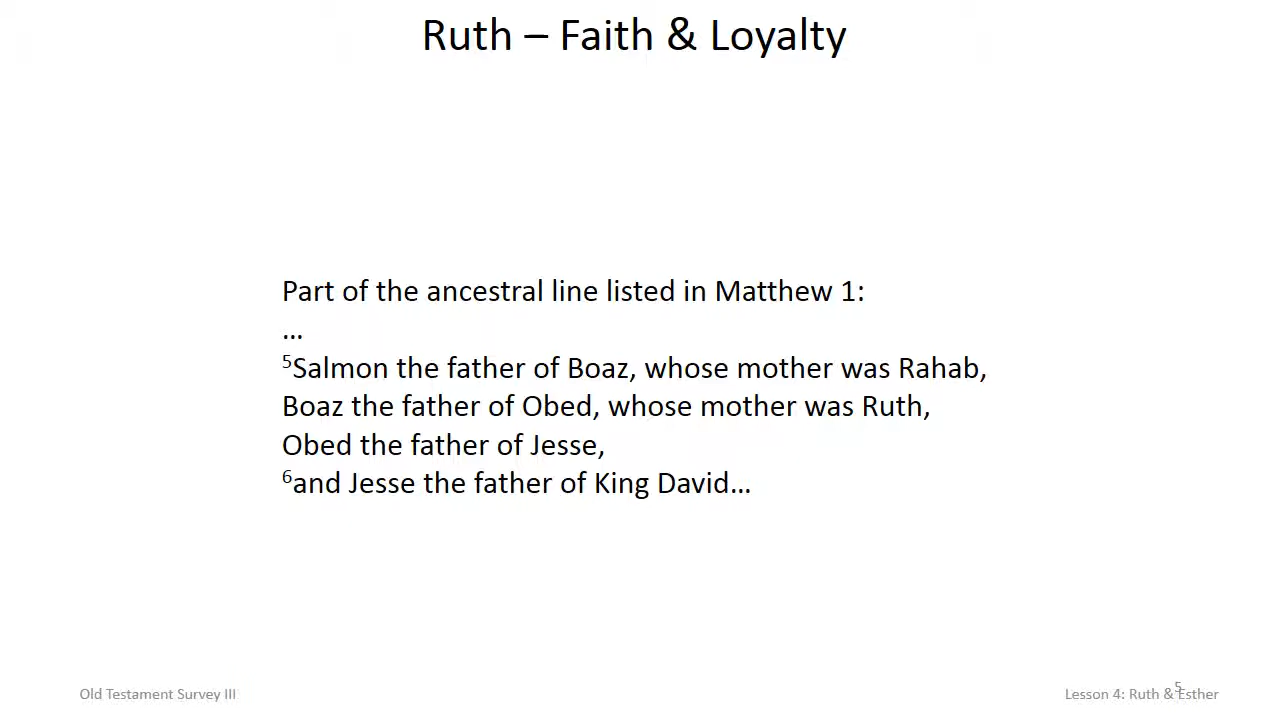 Ruth – Faith & Loyalty
Part of the ancestral line listed in Matthew 1:
…
⁵Salmon the father of Boaz, whose mother was Rahab,
Boaz the father of Obed, whose mother was Ruth,
Obed the father of Jesse,
⁶and Jesse the father of King David…
Old Testament Survey III
Lesson 4: Ruth & Esther
5